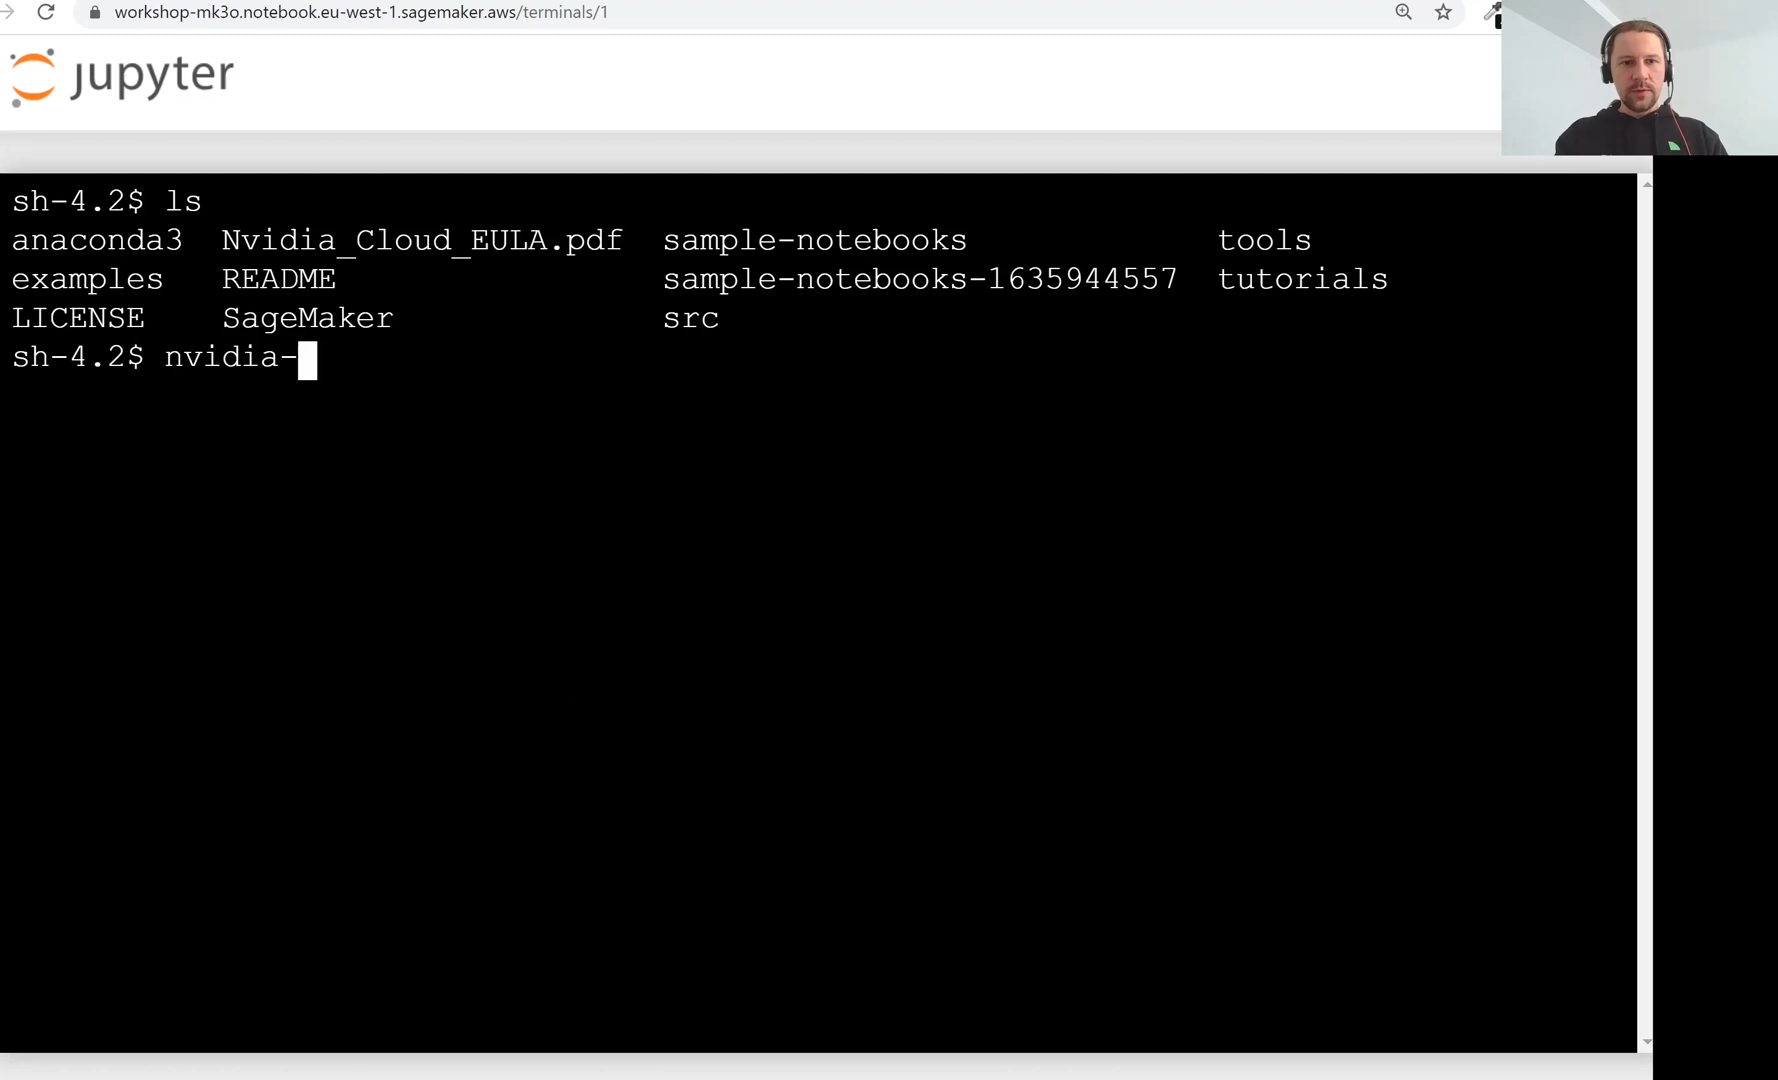 workshop-mk3o.notebook.eu-west-1.sagemaker.aws/terminals/1
jupyter
sh-4.2$ ls
anaconda3 Nvidia_Cloud_EULA.pdf sample-notebooks tools
examples README sample-notebooks-1635944557 tutorials
LICENSE SageMaker src
sh-4.2$ nvidia-